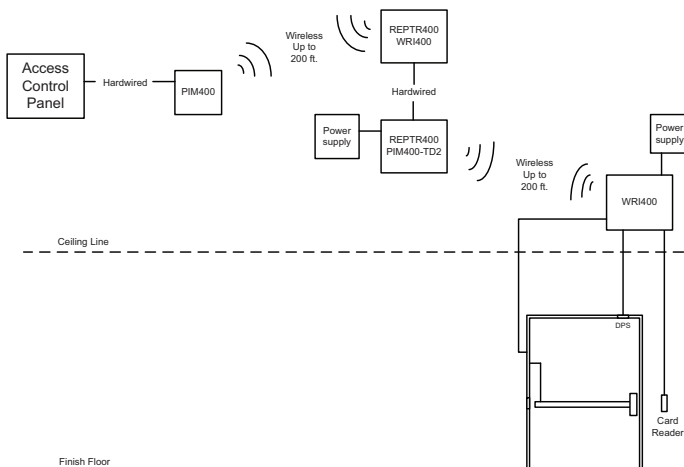 Access
Control
Panel
Hardwired
PIM400
Wireless
Up to
200 ft.
REPTR400
WRI400
Hardwired
Power
supply
REPTR400
PIM400-TD2
Wireless
Up to
200 ft.
Power
supply
WRI400
Ceiling Line
DPS
Card
Reader
Finish Floor